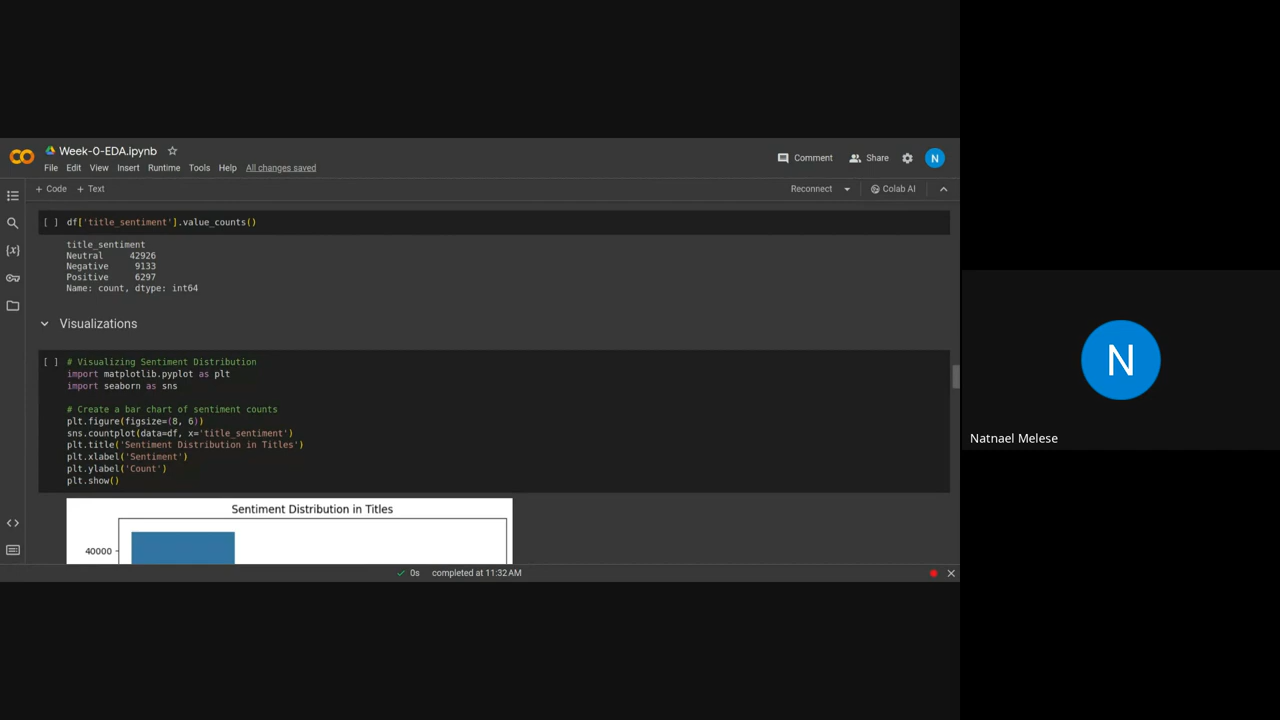 Week-0-EDA.ipynb
File Edit View Insert Runtime Tools Help All changes saved
Comment Share N
+ Code + Text
Reconnect Colab AI
[ ] df['title_sentiment'].value_counts()
title_sentiment
Neutral 42926
Negative 9133
Positive 6297
Name: count, dtype: int64
Visualizations
[ ] # Visualizing Sentiment Distribution
import matplotlib.pyplot as plt
import seaborn as sns
# Create a bar chart of sentiment counts
plt.figure(figsize=(8, 6))
sns.countplot(data=df, x='title_sentiment')
plt.title('Sentiment Distribution in Titles')
plt.xlabel('Sentiment')
plt.ylabel('Count')
plt.show()
Sentiment Distribution in Titles
40000
0s completed at 11:32 AM
N
Natnael Melese